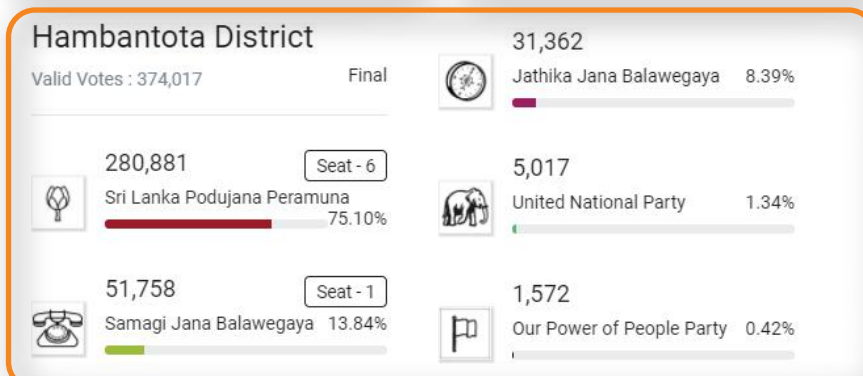 Hambantota District
Valid Votes : 374,017 Final
280,881 Seat - 6
Sri Lanka Podujana Peramuna
75.10%
51,758 Seat - 1
Samagi Jana Balawegaya 13.84%
31,362
Jathika Jana Balawegaya 8.39%
5,017
United National Party 1.34%
1,572
Our Power of People Party 0.42%